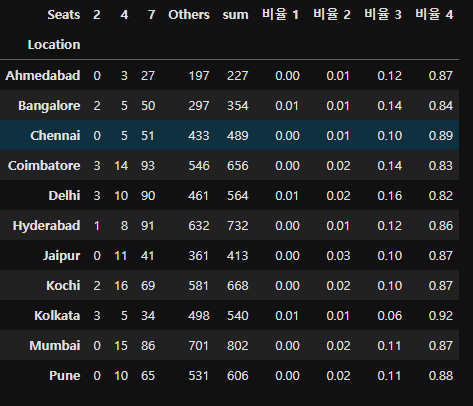 Seats 2 4 7 Others sum 비율 1 비율 2 비율 3 비율 4
Location
Ahmedabad 0 3 27 197 227 0.00 0.01 0.12 0.87
Bangalore 2 5 50 297 354 0.01 0.01 0.14 0.84
Chennai 0 5 51 433 489 0.00 0.01 0.10 0.89
Coimbatore 3 14 93 546 656 0.00 0.02 0.14 0.83
Delhi 3 10 90 461 564 0.01 0.02 0.16 0.82
Hyderabad 1 8 91 632 732 0.00 0.01 0.12 0.86
Jaipur 0 11 41 361 413 0.00 0.03 0.10 0.87
Kochi 2 16 69 581 668 0.00 0.02 0.10 0.87
Kolkata 3 5 34 498 540 0.01 0.01 0.06 0.92
Mumbai 0 15 86 701 802 0.00 0.02 0.11 0.87
Pune 0 10 65 531 606 0.00 0.02 0.11 0.88